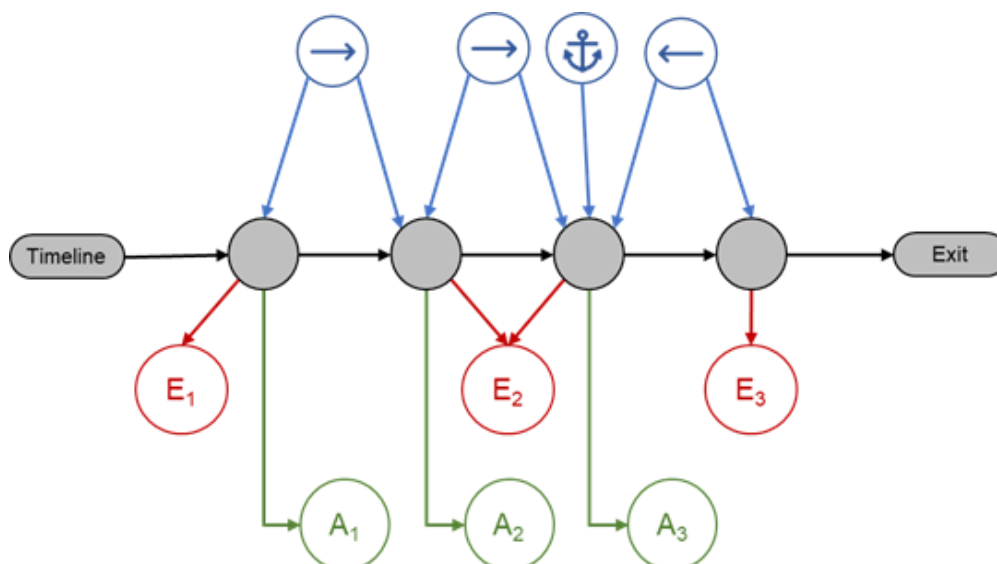 Timeline
Exit
E₁
E₂
E₃
A₁
A₂
A₃